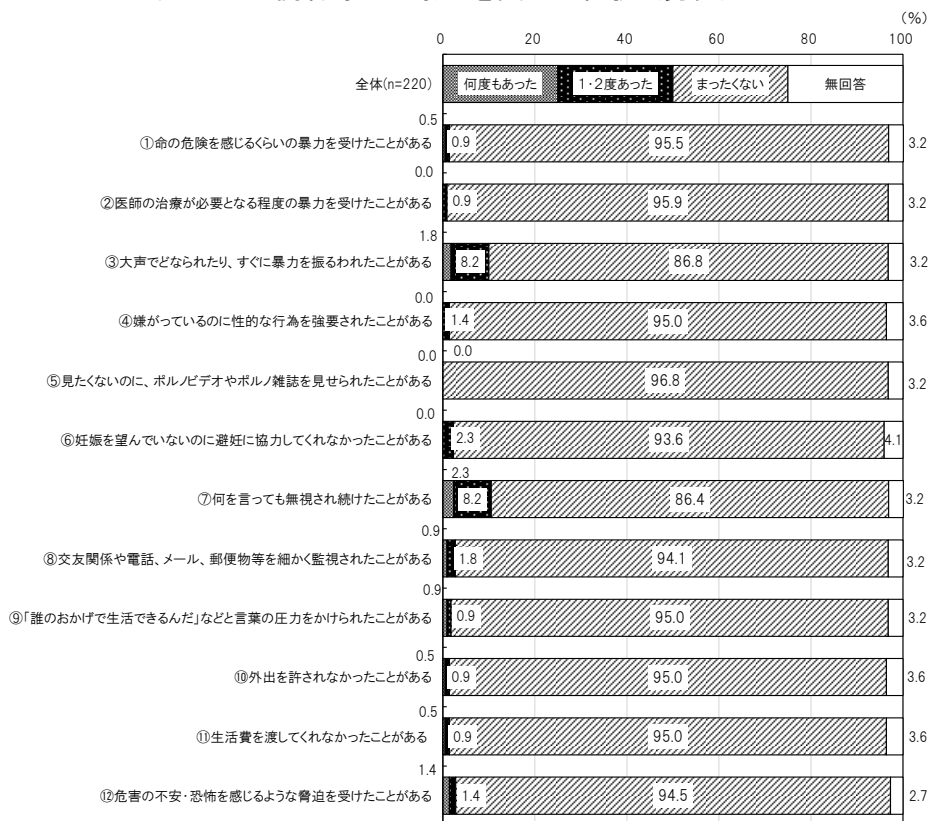 (%)
0 20 40 60 80 100
全体(n=220) 何度もあった 1・2度あった まったくない 無回答
0.5
①命の危険を感じるくらいの暴力を受けたことがある 0.9 95.5 3.2
0.0
②医師の治療が必要となる程度の暴力を受けたことがある 0.9 95.9 3.2
1.8
③大声でどなられたり、すぐに暴力を振るわれたことがある 8.2 86.8 3.2
0.0
④嫌がっているのに性的な行為を強要されたことがある 1.4 95.0 3.6
0.0 0.0
⑤見たくないのに、ポルノビデオやポルノ雑誌を見せられたことがある 96.8 3.2
0.0
⑥妊娠を望んでいないのに避妊に協力してくれなかったことがある 2.3 93.6 4.1
2.3
⑦何を言っても無視され続けたことがある 8.2 86.4 3.2
0.9
⑧交友関係や電話、メール、郵便物等を細かく監視されたことがある 1.8 94.1 3.2
0.9
⑨「誰のおかげで生活できるんだ」などと言葉の圧力をかけられたことがある 0.9 95.0 3.2
0.5
⑩外出を許されなかったことがある 0.9 95.0 3.6
0.5
⑪生活費を渡してくれなかったことがある 0.9 95.0 3.6
1.4
⑫危害の不安・恐怖を感じるような脅迫を受けたことがある 1.4 94.5 2.7